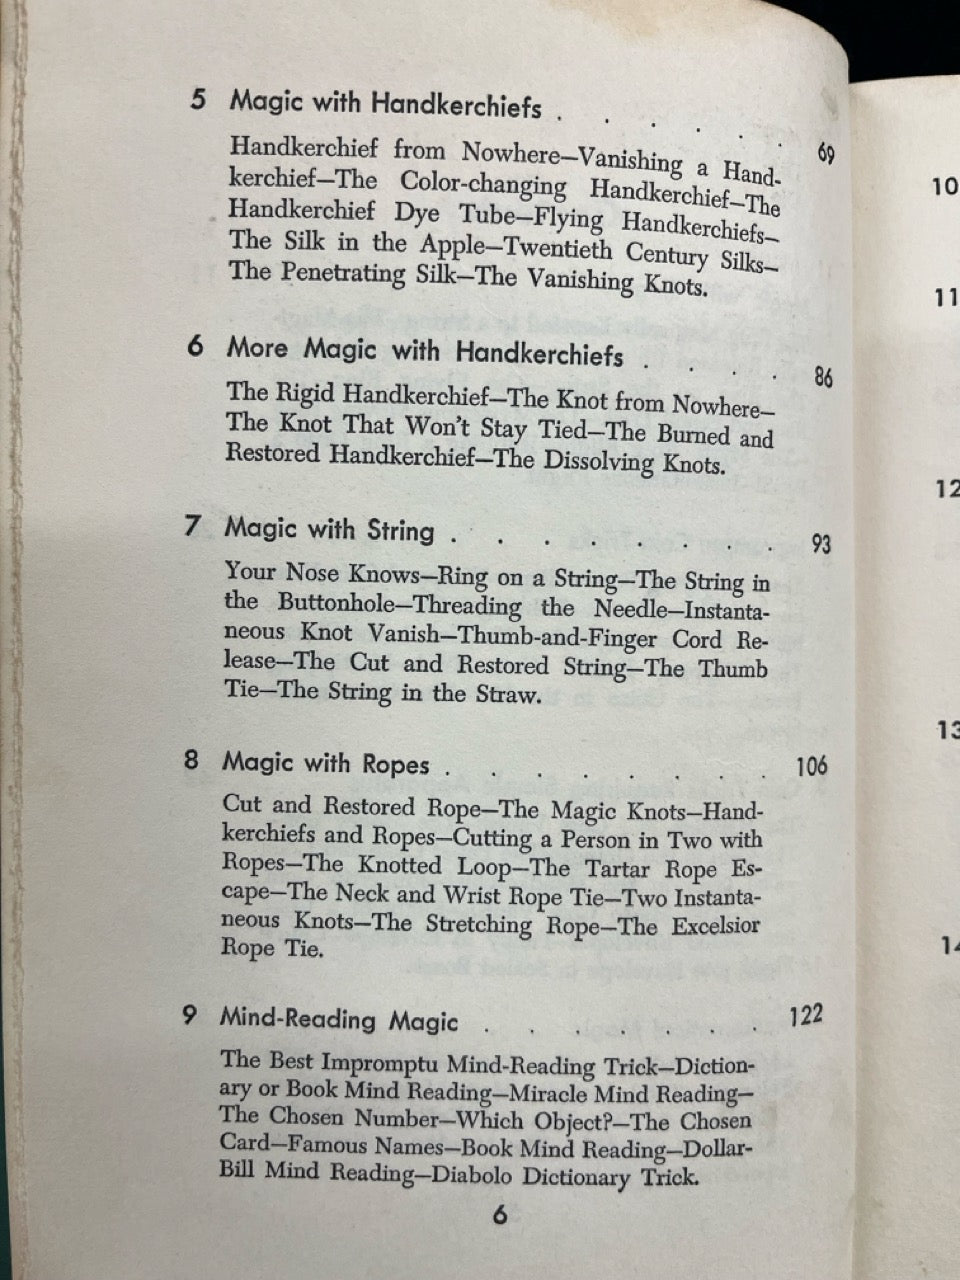 5 Magic with Handkerchiefs . . . . . . 69
Handkerchief from Nowhere—Vanishing a Hand-
kerchief—The Color-changing Handkerchief—The
Handkerchief Dye Tube—Flying Handkerchiefs—
The Silk in the Apple—Twentieth Century Silks—
The Penetrating Silk—The Vanishing Knots.
6 More Magic with Handkerchiefs . . . . 86
The Rigid Handkerchief—The Knot from Nowhere—
The Knot That Won't Stay Tied—The Burned and
Restored Handkerchief—The Dissolving Knots.
7 Magic with String . . . . . . . . 93
Your Nose Knows—Ring on a String—The String in
the Buttonhole—Threading the Needle—Instanta-
neous Knot Vanish—Thumb-and-Finger Cord Re-
lease—The Cut and Restored String—The Thumb
Tie—The String in the Straw.
8 Magic with Ropes . . . . . . . . 106
Cut and Restored Rope—The Magic Knots—Hand-
kerchiefs and Ropes—Cutting a Person in Two with
Ropes—The Knotted Loop—The Tartar Rope Es-
cape—The Neck and Wrist Rope Tie—Two Instanta-
neous Knots—The Stretching Rope—The Excelsior
Rope Tie.
9 Mind-Reading Magic . . . . . . . 122
The Best Impromptu Mind-Reading Trick—Diction-
ary or Book Mind Reading—Miracle Mind Reading—
The Chosen Number—Which Object?—The Chosen
Card—Famous Names—Book Mind Reading—Dollar-
Bill Mind Reading—Diabolo Dictionary Trick.
6
10
11
12
13
14